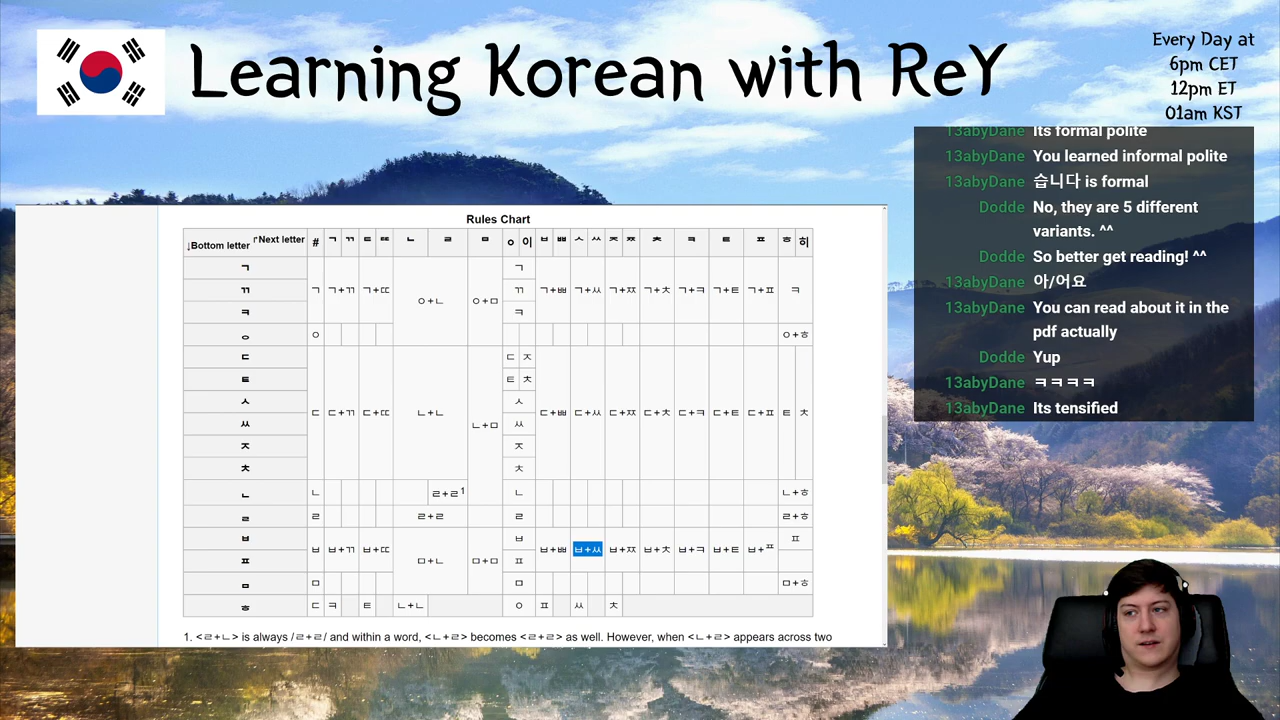 Learning Korean with ReY
Every Day at
6pm CET
12pm ET
01am KST
13abyDane Its formal polite
13abyDane You learned informal polite
13abyDane 습니다 is formal
Dodde No, they are 5 different
variants. ^^
Dodde So better get reading! ^^
13abyDane 아/어요
13abyDane You can read about it in the
pdf actually
Dodde Yup
13abyDane ㅋㅋㅋㅋ
13abyDane Its tensified
Rules Chart
↓Bottom letter ↱Next letter # ㄱ ㄲ ㄷ ㄸ ㄴ ㄹ ㅁ ㅇ 이 ㅂ ㅃ ㅅ ㅆ ㅈ ㅉ ㅊ ㅋ ㅌ ㅍ ㅎ 히
ㄱ ㄱ
ㄲ ㄱ ㄱ+ㄲ ㄱ+ㄸ ㅇ+ㄴ ㅇ+ㅁ ㄲ ㄱ+ㅃ ㄱ+ㅆ ㄱ+ㅉ ㄱ+ㅊ ㄱ+ㅋ ㄱ+ㅌ ㄱ+ㅍ ㅋ
ㅋ ㅋ
ㅇ ㅇ ㅇ+ㅎ
ㄷ ㄷ ㅈ
ㅌ ㅌ ㅊ
ㅅ ㅅ
ㅆ ㄷ ㄷ+ㄲ ㄷ+ㄸ ㄴ+ㄴ ㄴ+ㅁ ㅆ ㄷ+ㅃ ㄷ+ㅆ ㄷ+ㅉ ㄷ+ㅊ ㄷ+ㅋ ㄷ+ㅌ ㄷ+ㅍ ㅌ ㅊ
ㅈ ㅈ
ㅊ ㅊ
ㄴ ㄴ ㄹ+ㄹ1 ㄴ ㄴ+ㅎ
ㄹ ㄹ ㄹ+ㄹ ㄹ ㄹ+ㅎ
ㅂ ㅂ ㅂ+ㄲ ㅂ+ㄸ ㅁ+ㄴ ㅁ+ㅁ ㅂ ㅂ+ㅃ ㅂ+ㅆ ㅂ+ㅉ ㅂ+ㅊ ㅂ+ㅋ ㅂ+ㅌ ㅂ+ㅍ ㅍ
ㅍ ㅍ
ㅁ ㅁ ㅁ ㅁ+ㅎ
ㅎ ㄷ ㅋ ㅌ ㄴ+ㄴ ㅇ ㅍ ㅆ ㅊ
1. <ㄹ+ㄴ> is always /ㄹ+ㄹ/ and within a word, <ㄴ+ㄹ> becomes <ㄹ+ㄹ> as well. However, when <ㄴ+ㄹ> appears across two